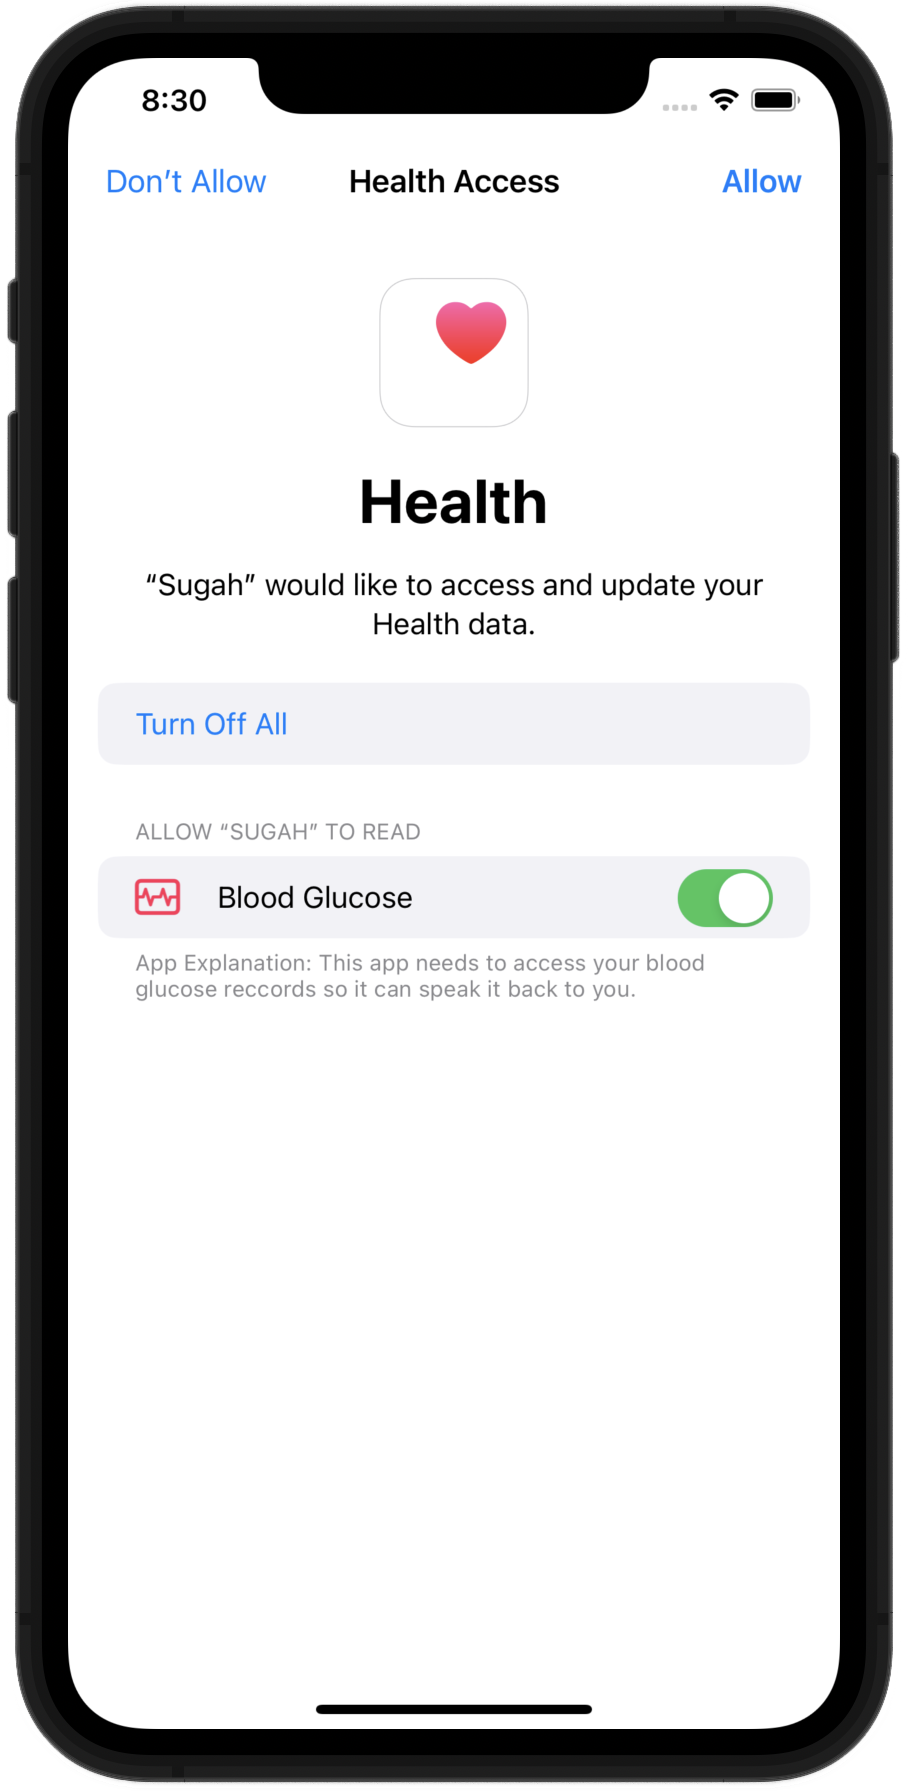 8:30
Don’t Allow
Health Access
Allow
Health
“Sugah” would like to access and update your
Health data.
Turn Off All
ALLOW “SUGAH” TO READ
Blood Glucose
App Explanation: This app needs to access your blood
glucose reccords so it can speak it back to you.